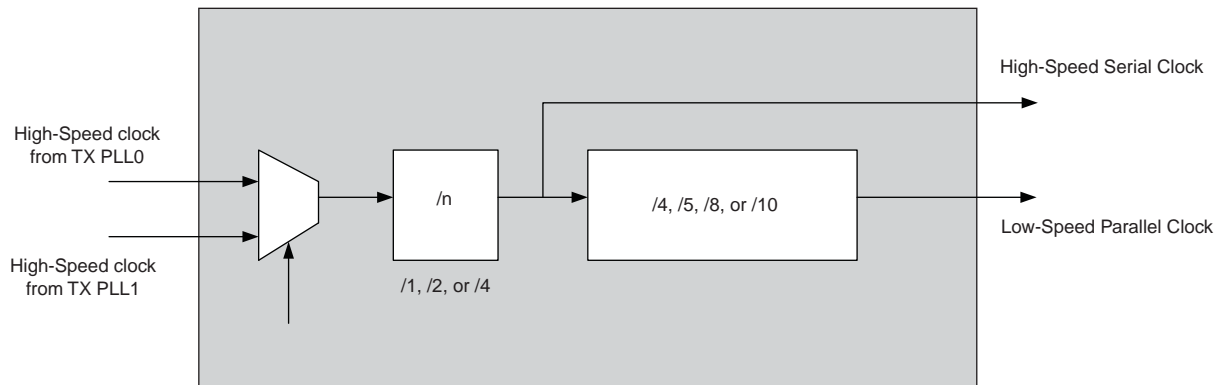 High-Speed Serial Clock
High-Speed clock
from TX PLL0
/n
/4, /5, /8, or /10
Low-Speed Parallel Clock
High-Speed clock
from TX PLL1
/1, /2, or /4